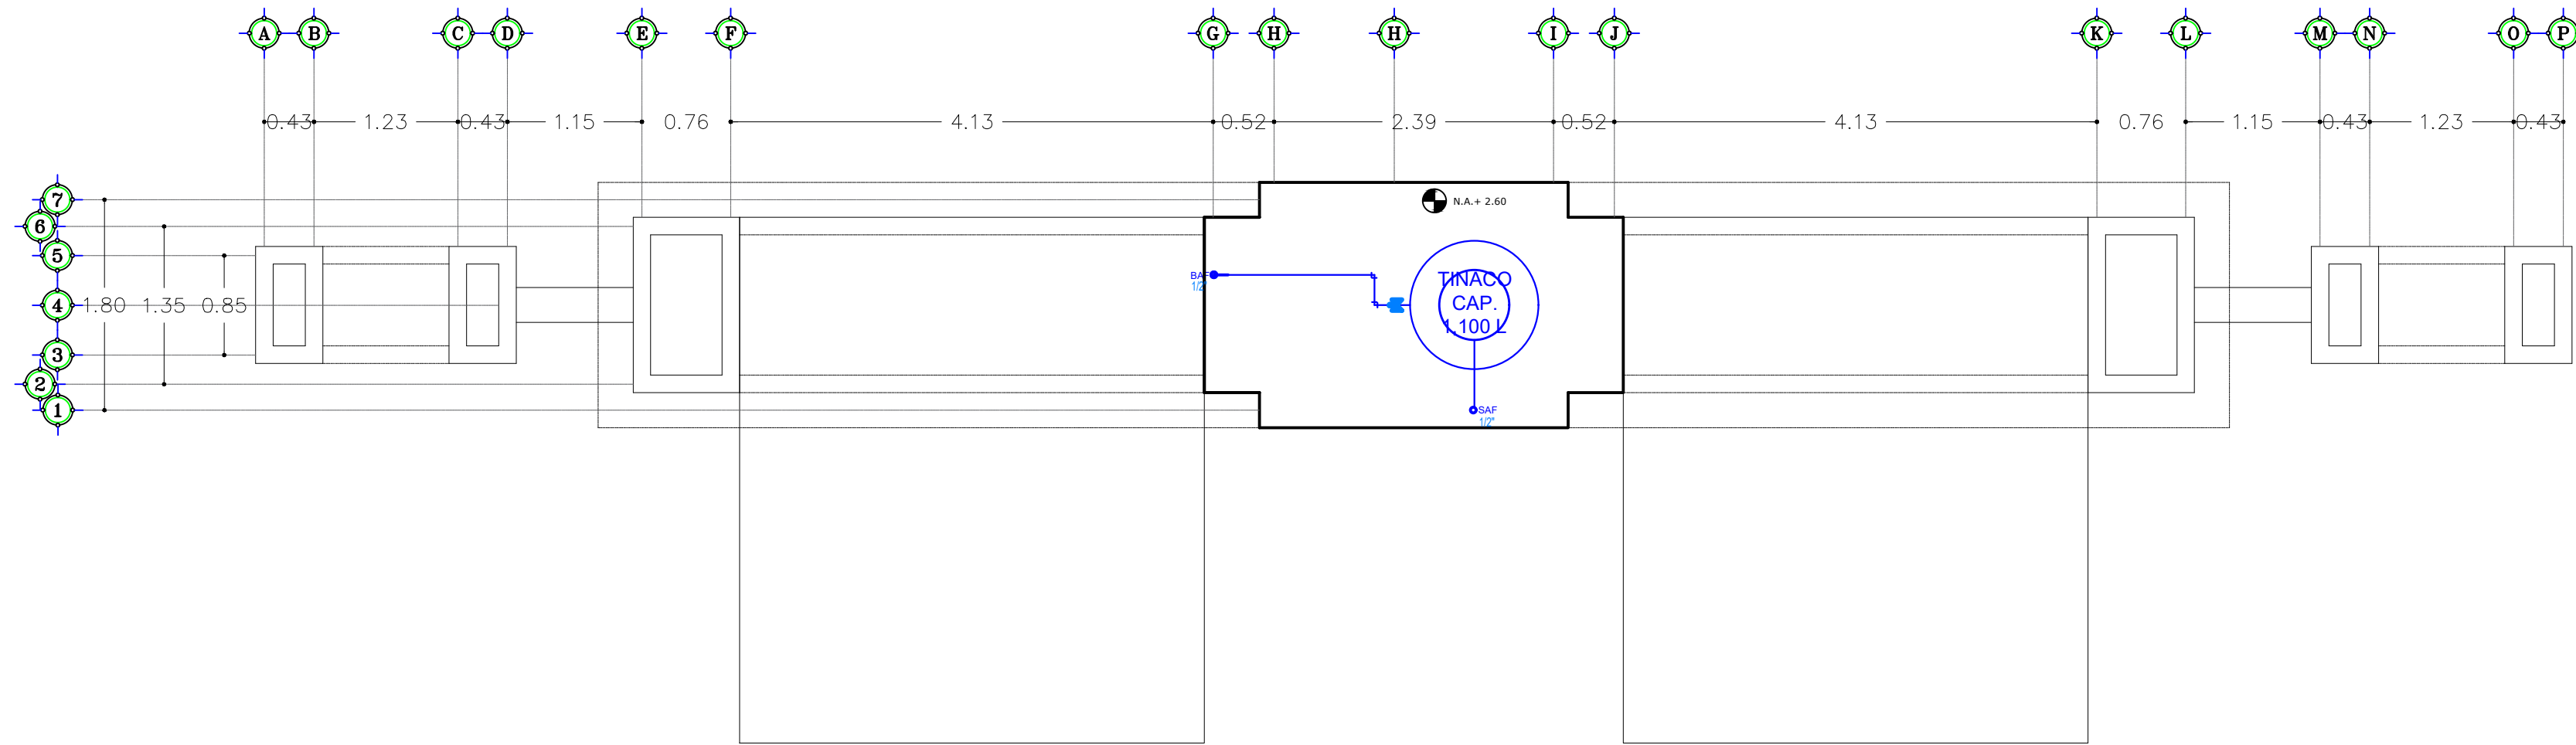 A B C D E F G H H I J K L M N O P
0.43 1.23 0.43 1.15 0.76 4.13 0.52 2.39 0.52 4.13 0.76 1.15 0.43 1.23 0.43
7
6
5
4
3
2
1
1.80 1.35 0.85
N.A.+ 2.60
BAF
1/2"
TINACO
CAP.
1,100 L
SAF
1/2"